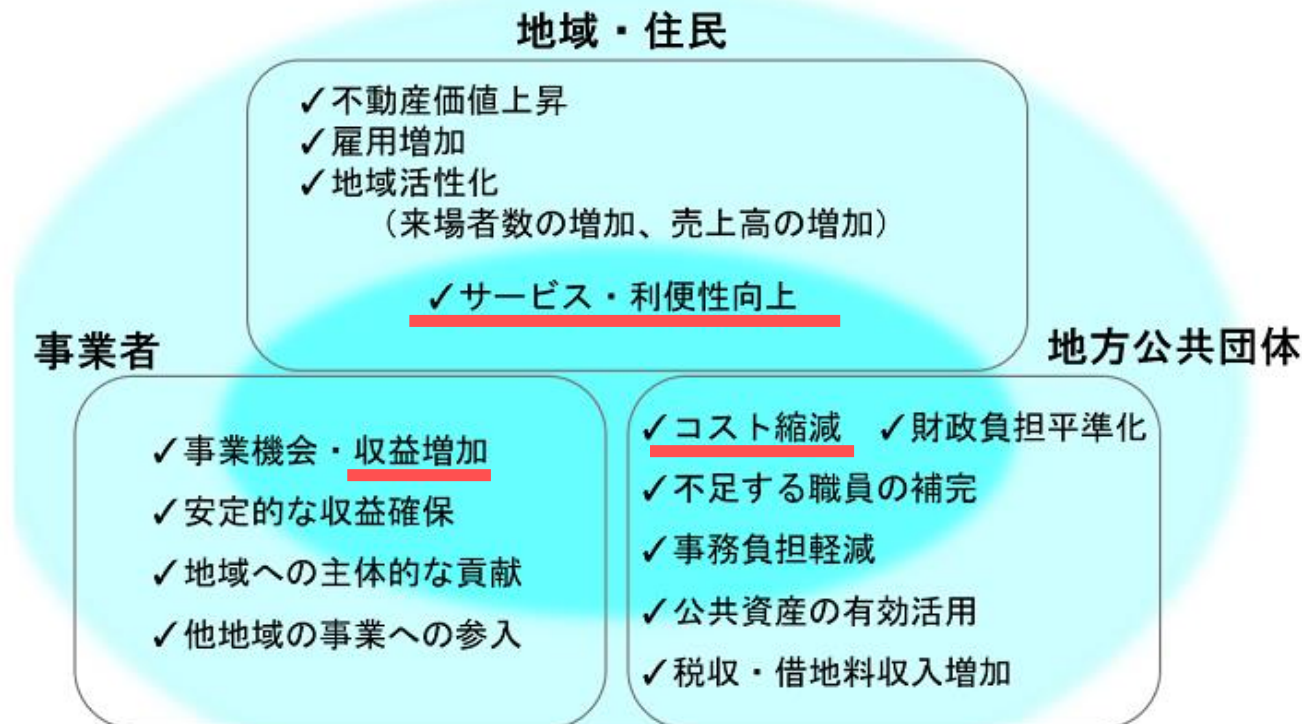 地域・住民
✓不動産価値上昇
✓雇用増加
✓地域活性化
（来場者数の増加、売上高の増加）
✓サービス・利便性向上
事業者
✓事業機会・収益増加
✓安定的な収益確保
✓地域への主体的な貢献
✓他地域の事業への参入
地方公共団体
✓コスト縮減 ✓財政負担平準化
✓不足する職員の補完
✓事務負担軽減
✓公共資産の有効活用
✓税収・借地料収入増加